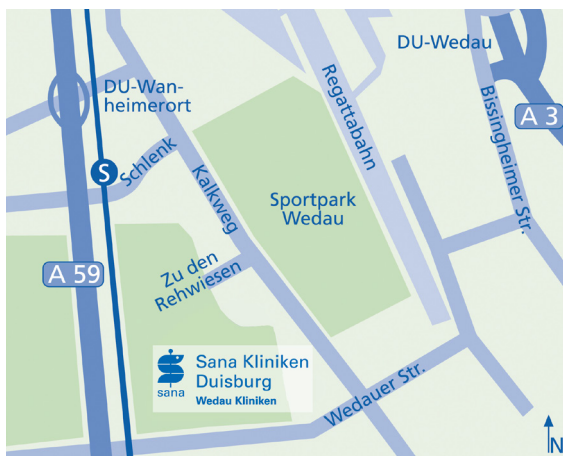 DU-Wedau
DU-Wan-
heimerort
Regattabahn
Bissingheimer Str.
A 3
S
Schlenk
Kalkweg
Sportpark
Wedau
A 59
Zu den
Rehwiesen
sana
Sana Kliniken
Duisburg
Wedau Kliniken
Wedauer Str.
N